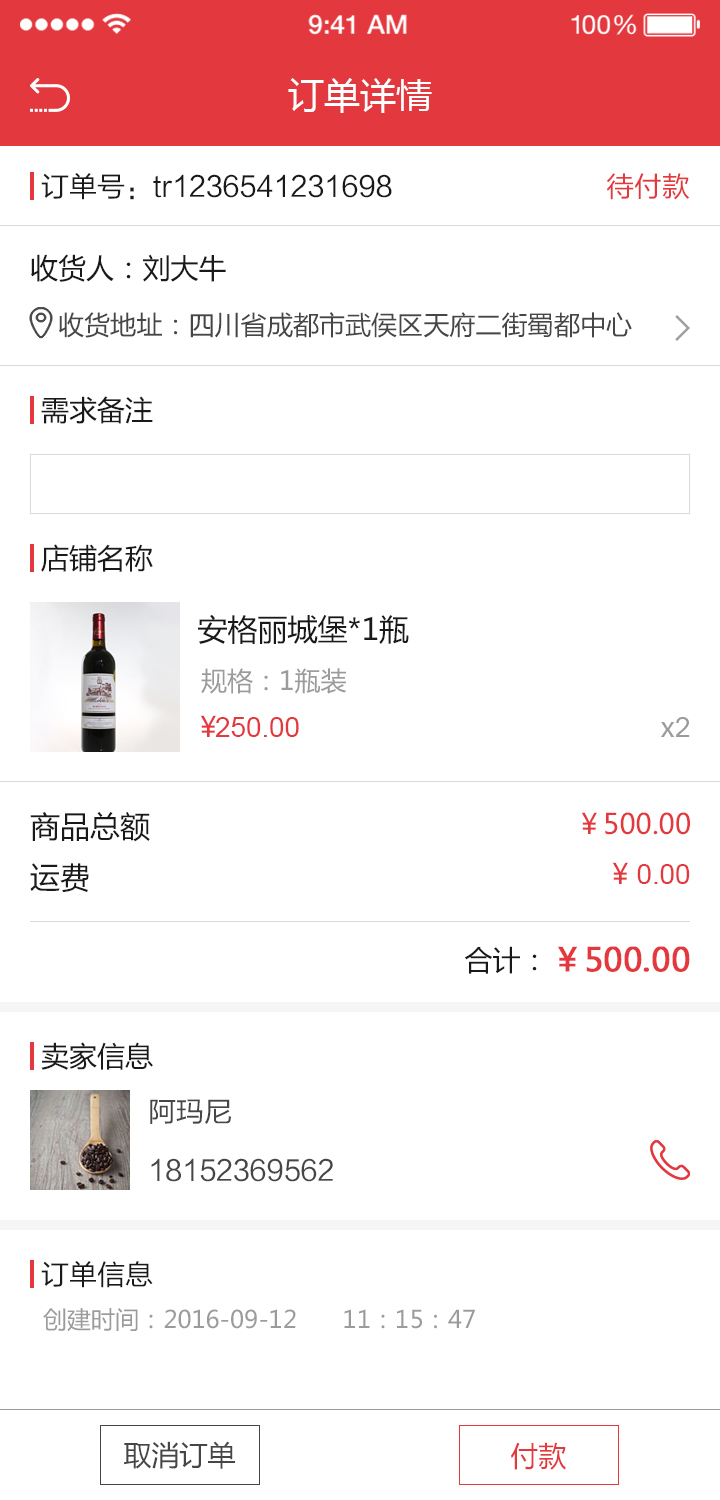 9:41 AM 100%
订单详情
订单号：tr1236541231698 待付款
收货人：刘大牛
收货地址：四川省成都市武侯区天府二街蜀都中心
需求备注
店铺名称
安格丽城堡*1瓶
规格：1瓶装
¥250.00 x2
商品总额 ¥500.00
运费 ¥ 0.00
合计： ¥500.00
卖家信息
阿玛尼
18152369562
订单信息
创建时间：2016-09-12 11：15：47
取消订单 付款